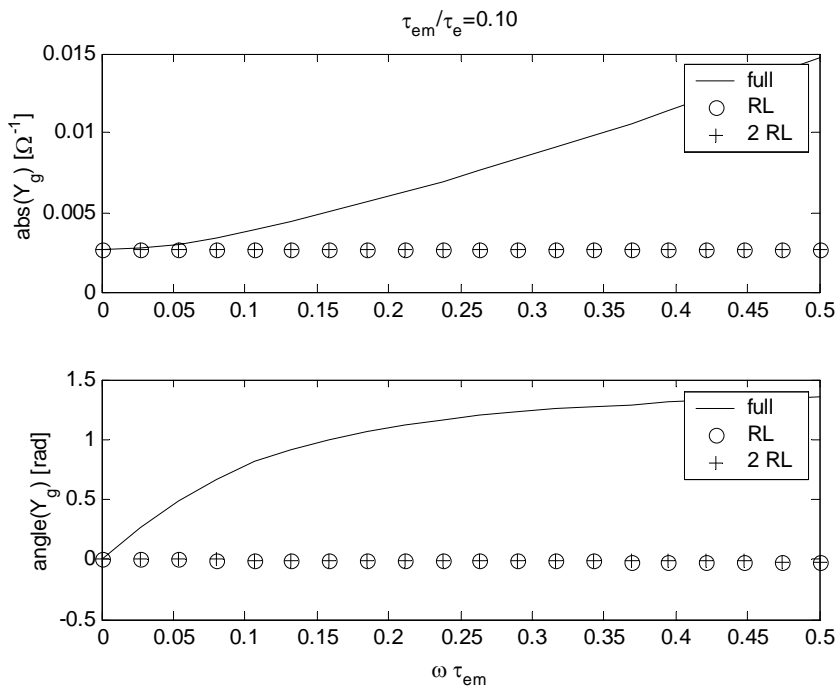 τem/τe=0.10
0.015
0.01
0.005
0
abs(Yg) [Ω-1]
full
RL
2 RL
0 0.05 0.1 0.15 0.2 0.25 0.3 0.35 0.4 0.45 0.5
1.5
1
0.5
0
-0.5
angle(Yg) [rad]
full
RL
2 RL
0 0.05 0.1 0.15 0.2 0.25 0.3 0.35 0.4 0.45 0.5
ω τem